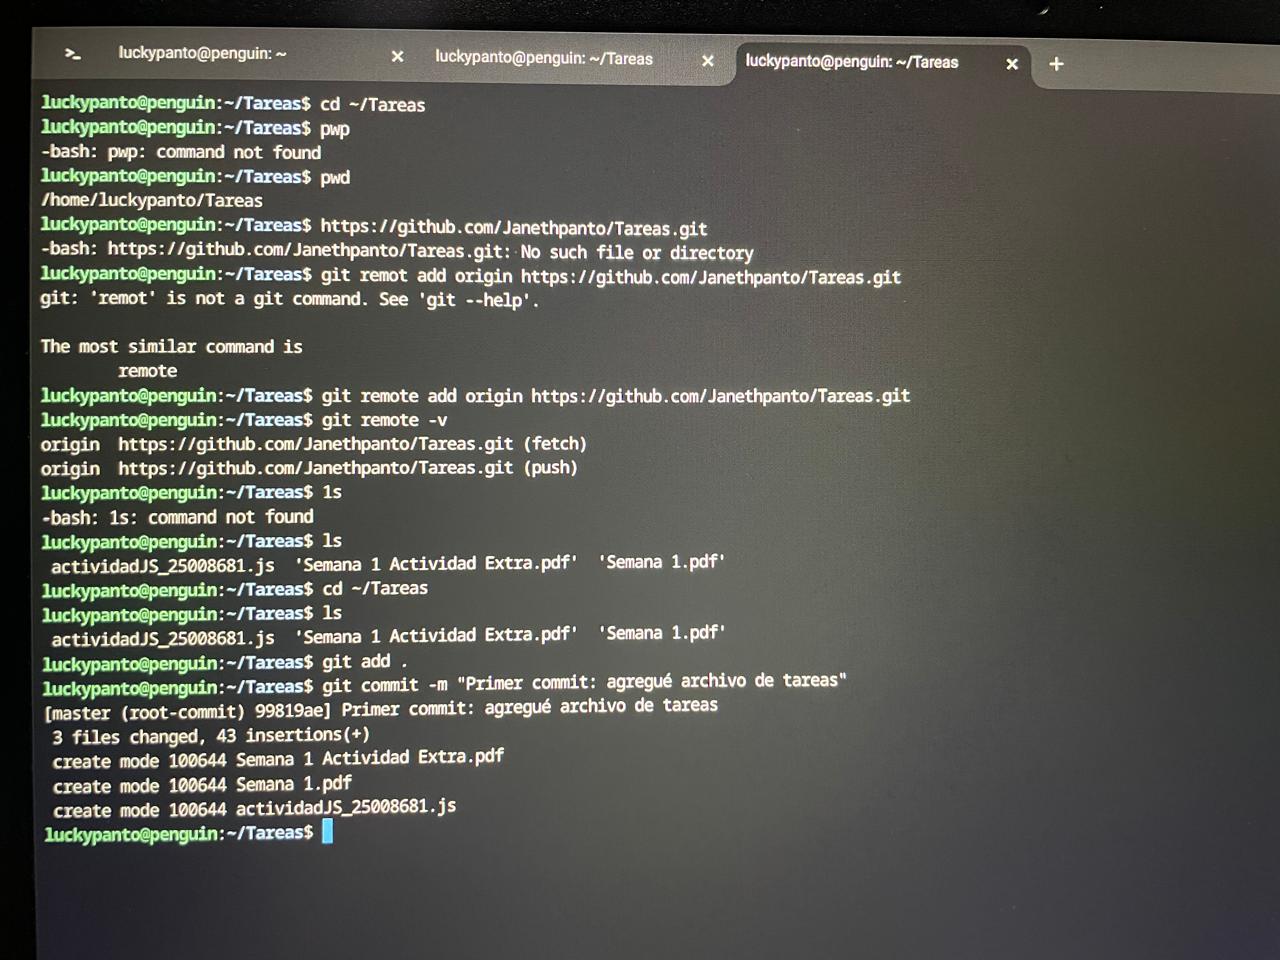 >_ luckypanto@penguin: ~ × luckypanto@penguin: ~/Tareas × luckypanto@penguin: ~/Tareas × +
luckypanto@penguin:~/Tareas$ cd ~/Tareas
luckypanto@penguin:~/Tareas$ pwp
-bash: pwp: command not found
luckypanto@penguin:~/Tareas$ pwd
/home/luckypanto/Tareas
luckypanto@penguin:~/Tareas$ https://github.com/Janethpanto/Tareas.git
-bash: https://github.com/Janethpanto/Tareas.git: No such file or directory
luckypanto@penguin:~/Tareas$ git remot add origin https://github.com/Janethpanto/Tareas.git
git: 'remot' is not a git command. See 'git --help'.

The most similar command is
        remote
luckypanto@penguin:~/Tareas$ git remote add origin https://github.com/Janethpanto/Tareas.git
luckypanto@penguin:~/Tareas$ git remote -v
origin  https://github.com/Janethpanto/Tareas.git (fetch)
origin  https://github.com/Janethpanto/Tareas.git (push)
luckypanto@penguin:~/Tareas$ 1s
-bash: 1s: command not found
luckypanto@penguin:~/Tareas$ ls
 actividadJS_25008681.js  'Semana 1 Actividad Extra.pdf'  'Semana 1.pdf'
luckypanto@penguin:~/Tareas$ cd ~/Tareas
luckypanto@penguin:~/Tareas$ ls
 actividadJS_25008681.js  'Semana 1 Actividad Extra.pdf'  'Semana 1.pdf'
luckypanto@penguin:~/Tareas$ git add .
luckypanto@penguin:~/Tareas$ git commit -m "Primer commit: agregué archivo de tareas"
[master (root-commit) 99819ae] Primer commit: agregué archivo de tareas
 3 files changed, 43 insertions(+)
 create mode 100644 Semana 1 Actividad Extra.pdf
 create mode 100644 Semana 1.pdf
 create mode 100644 actividadJS_25008681.js
luckypanto@penguin:~/Tareas$